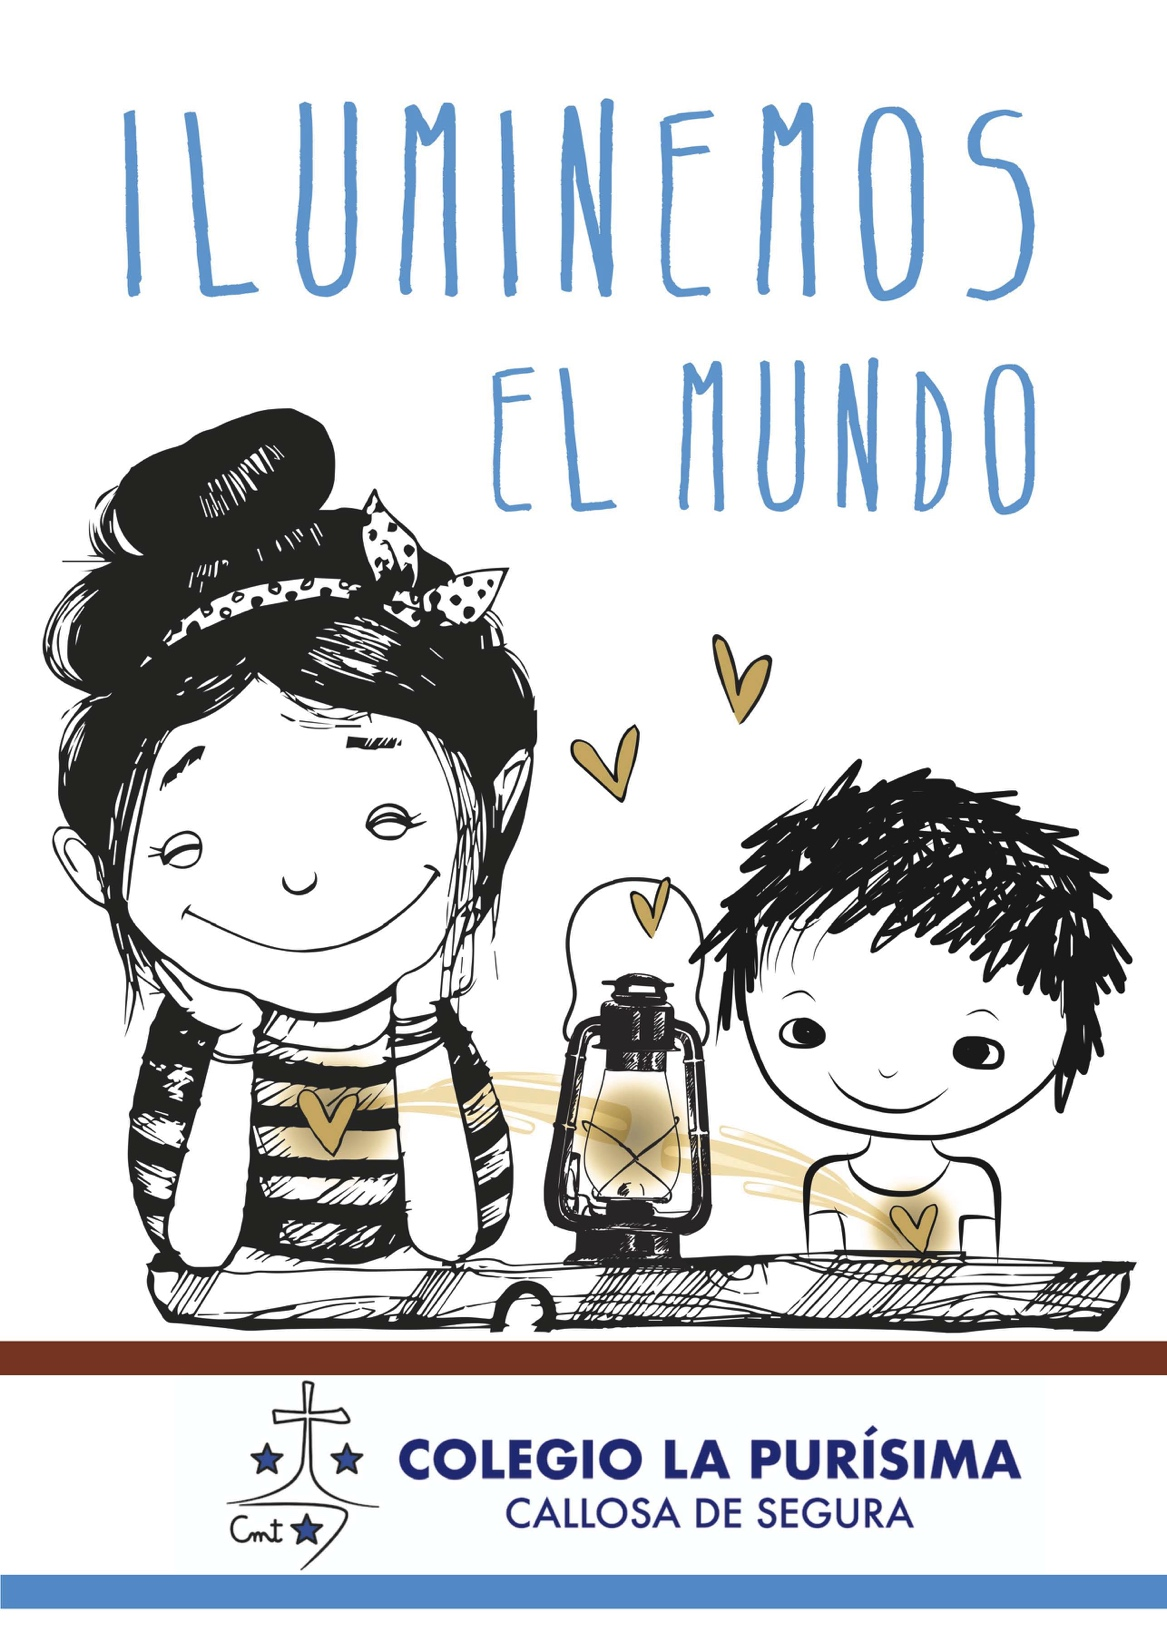 ILUMINEMOS
EL MUNDO
Cmt
COLEGIO LA PURÍSIMA
CALLOSA DE SEGURA